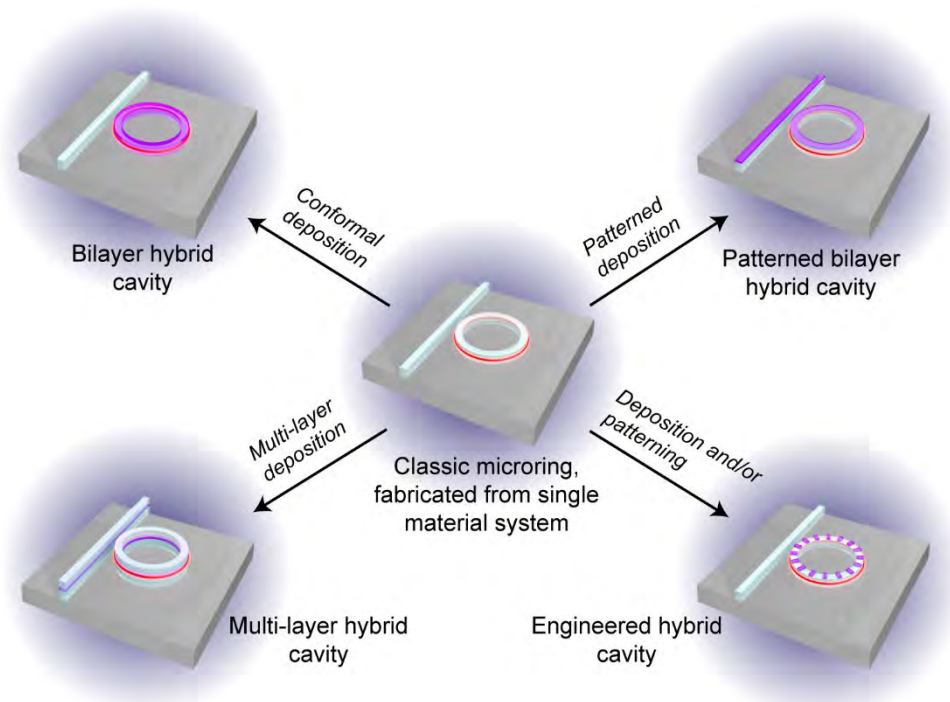 Conformal
deposition
Patterned
deposition
Bilayer hybrid
cavity
Patterned bilayer
hybrid cavity
Multi-layer
deposition
Classic microring,
fabricated from single
material system
Deposition and/or
patterning
Multi-layer hybrid
cavity
Engineered hybrid
cavity